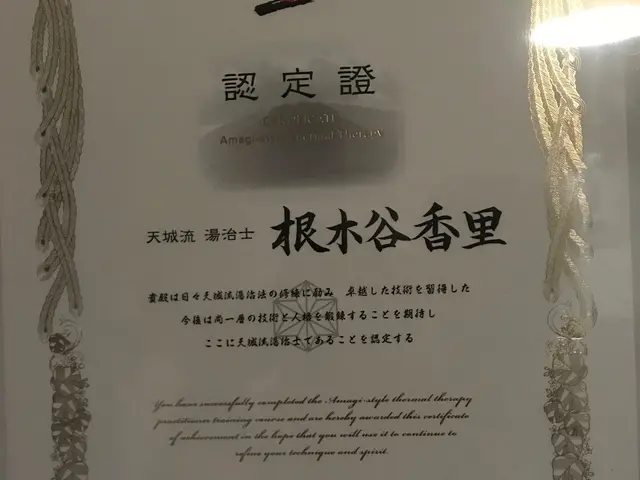 認定證
Amagi-style Thermal Therapy
天城流 湯治士 根木谷香里
貴殿は日々天城流湯治法の修練に励み 卓越した技術を習得した
今後は尚一層の技術と人格を鍛錬することを期待し
ここに天城流湯治士であることを認定する
You have successfully completed the Amagi-style thermal therapy
practitioner training course and are hereby awarded this certificate
of achievement in the hope that you will use it to continue to
refine your technique and spirit.